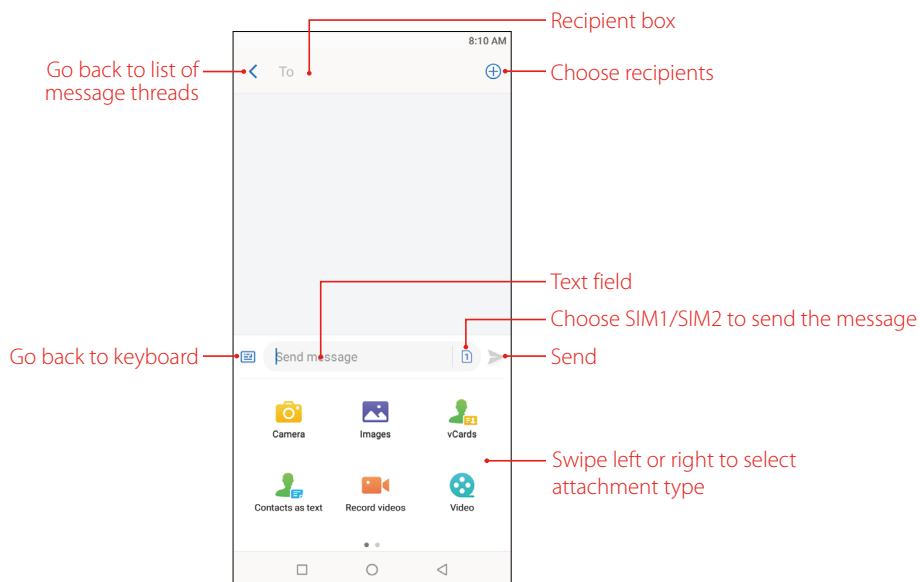 Recipient box
8:10 AM
Go back to list of
message threads
To
Choose recipients
Text field
Choose SIM1/SIM2 to send the message
Go back to keyboard
Send message
1
Send
Camera
Images
vCards
Swipe left or right to select
attachment type
Contacts as text
Record videos
Video